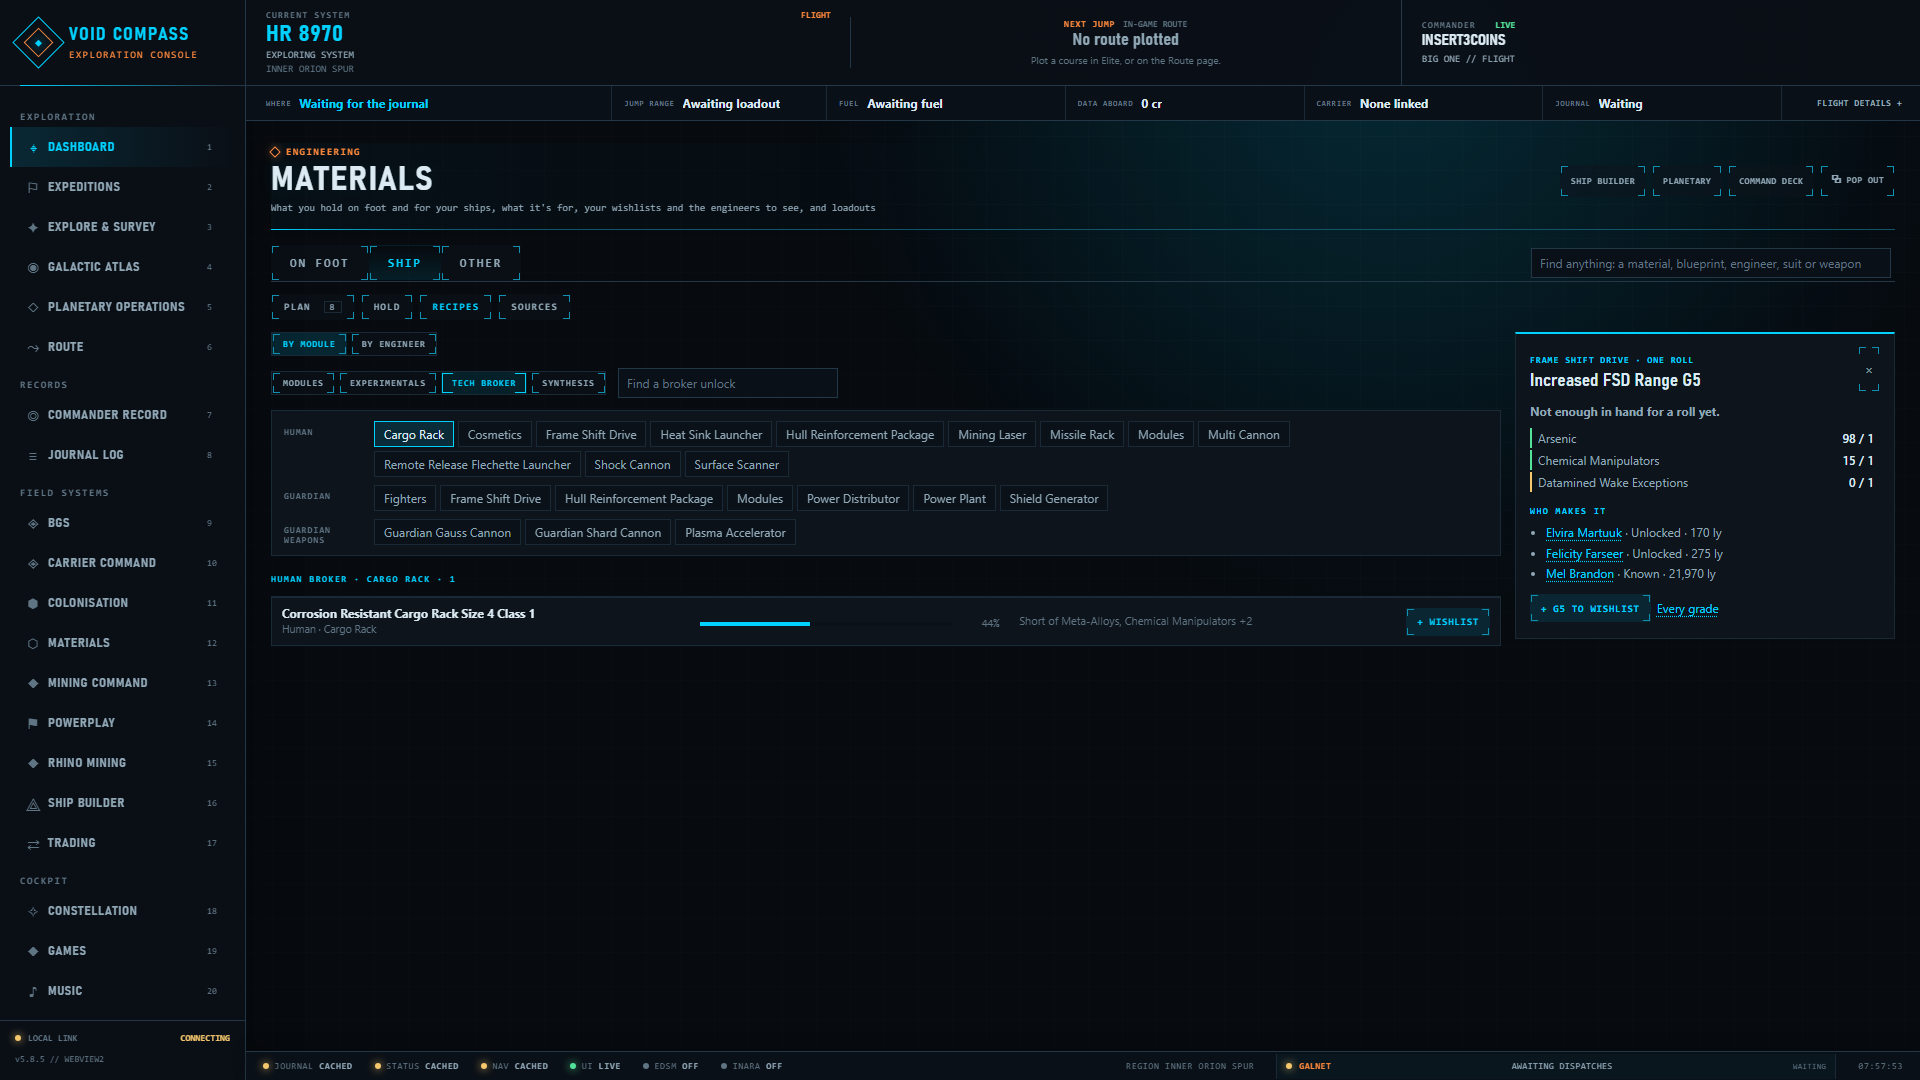 VOID COMPASS
EXPLORATION CONSOLE
CURRENT SYSTEM
HR 8970
EXPLORING SYSTEM
INNER ORION SPUR
FLIGHT
NEXT JUMP IN-GAME ROUTE
No route plotted
Plot a course in Elite, or on the Route page.
COMMANDER LIVE
INSERT3COINS
BIG ONE // FLIGHT
WHERE Waiting for the journal
JUMP RANGE Awaiting loadout
FUEL Awaiting fuel
DATA ABOARD 0 cr
CARRIER None linked
JOURNAL Waiting
FLIGHT DETAILS +
EXPLORATION
DASHBOARD 1
EXPEDITIONS 2
EXPLORE & SURVEY 3
GALACTIC ATLAS 4
PLANETARY OPERATIONS 5
ROUTE 6
RECORDS
COMMANDER RECORD 7
JOURNAL LOG 8
FIELD SYSTEMS
BGS 9
CARRIER COMMAND 10
COLONISATION 11
MATERIALS 12
MINING COMMAND 13
POWERPLAY 14
RHINO MINING 15
SHIP BUILDER 16
TRADING 17
COCKPIT
CONSTELLATION 18
GAMES 19
MUSIC 20
LOCAL LINK CONNECTING
v5.8.5 // WEBVIEW2
ENGINEERING
MATERIALS
What you hold on foot and for your ships, what it's for, your wishlists and the engineers to see, and loadouts
SHIP BUILDER
PLANETARY
COMMAND DECK
POP OUT
ON FOOT
SHIP
OTHER
Find anything: a material, blueprint, engineer, suit or weapon
PLAN 8
HOLD
RECIPES
SOURCES
BY MODULE
BY ENGINEER
MODULES
EXPERIMENTALS
TECH BROKER
SYNTHESIS
Find a broker unlock
HUMAN
Cargo Rack
Cosmetics
Frame Shift Drive
Heat Sink Launcher
Hull Reinforcement Package
Mining Laser
Missile Rack
Modules
Multi Cannon
Remote Release Flechette Launcher
Shock Cannon
Surface Scanner
GUARDIAN
Fighters
Frame Shift Drive
Hull Reinforcement Package
Modules
Power Distributor
Power Plant
Shield Generator
GUARDIAN WEAPONS
Guardian Gauss Cannon
Guardian Shard Cannon
Plasma Accelerator
HUMAN BROKER · CARGO RACK · 1
Corrosion Resistant Cargo Rack Size 4 Class 1
Human · Cargo Rack
44%
Short of Meta-Alloys, Chemical Manipulators +2
+ WISHLIST
FRAME SHIFT DRIVE · ONE ROLL
Increased FSD Range G5
×
Not enough in hand for a roll yet.
Arsenic 98 / 1
Chemical Manipulators 15 / 1
Datamined Wake Exceptions 0 / 1
WHO MAKES IT
• Elvira Martuuk · Unlocked · 170 ly
• Felicity Farseer · Unlocked · 275 ly
• Mel Brandon · Known · 21,970 ly
+ G5 TO WISHLIST
Every grade
JOURNAL CACHED
STATUS CACHED
NAV CACHED
UI LIVE
EDSM OFF
INARA OFF
REGION INNER ORION SPUR
GALNET
AWAITING DISPATCHES
WAITING
07:57:53